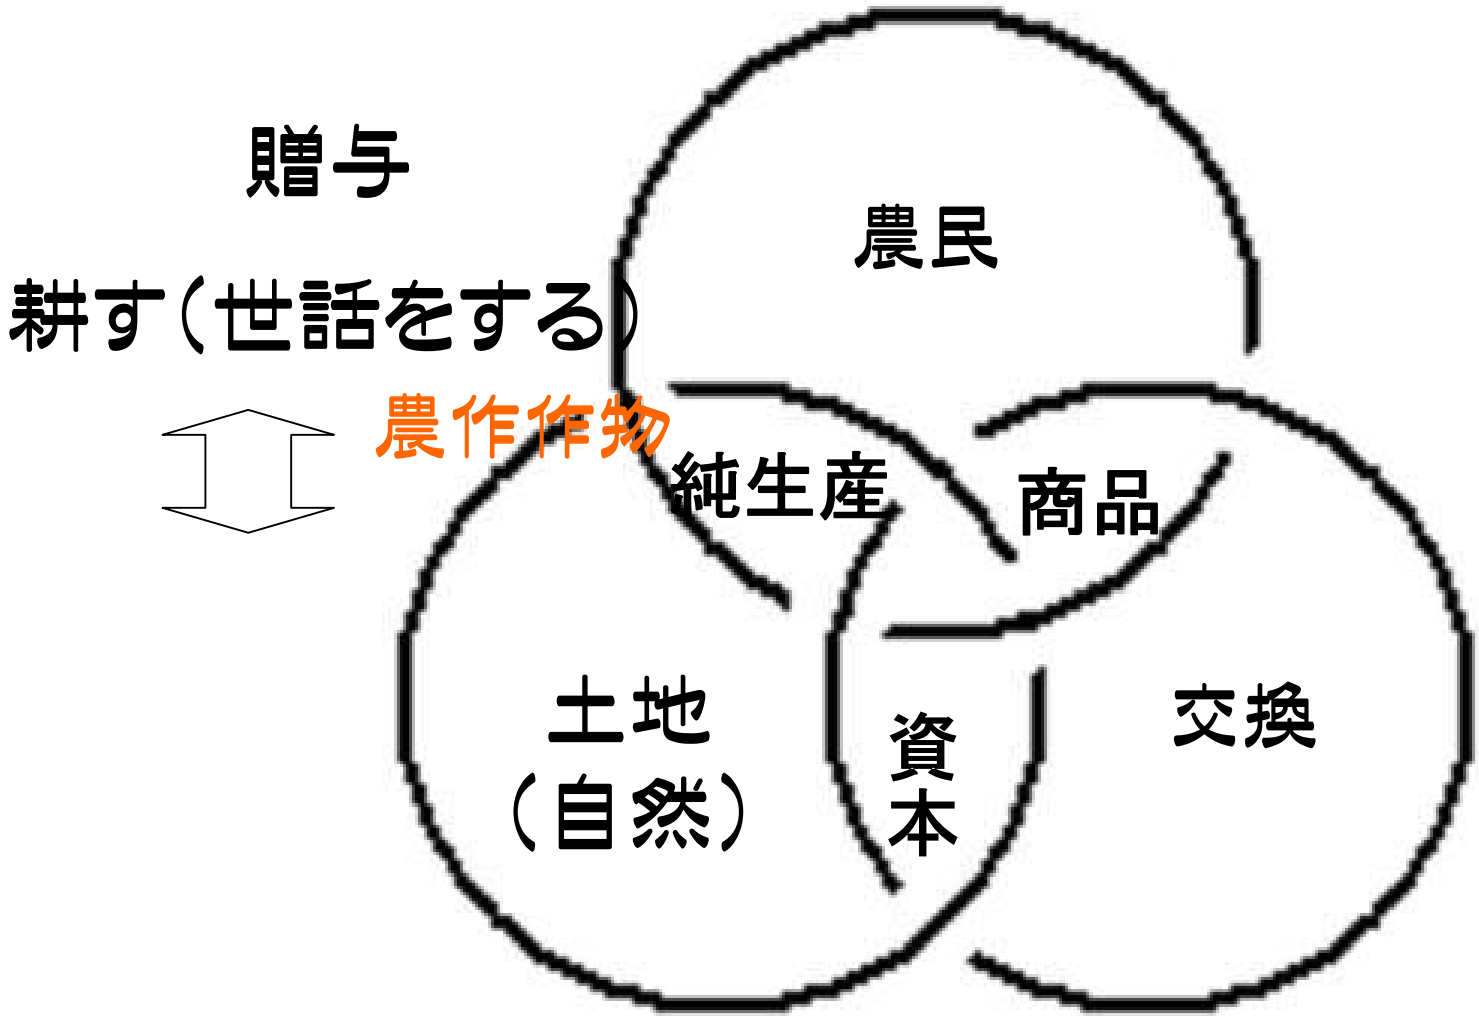 贈与
農民
耕す(世話をする)
農作作物
純生産
商品
土地
(自然)
資本
交換